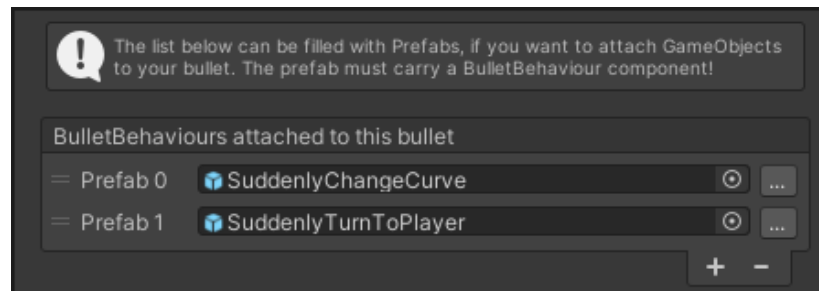 The list below can be filled with Prefabs, if you want to attach GameObjects
to your bullet. The prefab must carry a BulletBehaviour component!
BulletBehaviours attached to this bullet
Prefab 0 SuddenlyChangeCurve ...
Prefab 1 SuddenlyTurnToPlayer ...
+ -